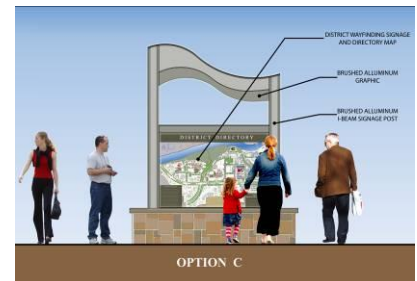 DISTRICT WAYFINDING SIGNAGE
AND DIRECTORY MAP
BRUSHED ALLUMINUM
GRAPHIC
BRUSHED ALLUMINUM
I-BEAM SIGNAGE POST
DISTRICT DIRECTORY
OPTION C